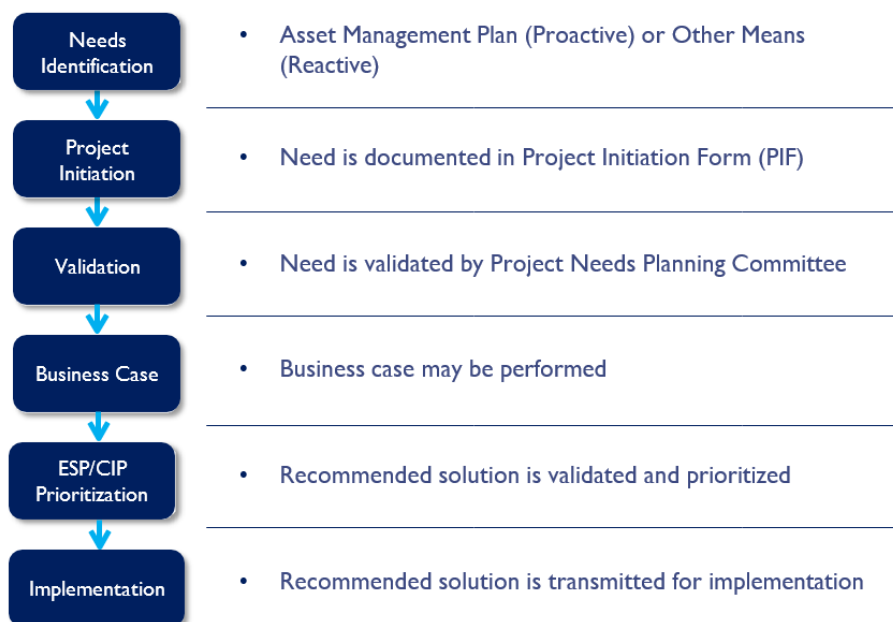 Needs
Identification
• Asset Management Plan (Proactive) or Other Means
(Reactive)
Project
Initiation
• Need is documented in Project Initiation Form (PIF)
Validation
• Need is validated by Project Needs Planning Committee
Business Case
• Business case may be performed
ESP/CIP
Prioritization
• Recommended solution is validated and prioritized
Implementation
• Recommended solution is transmitted for implementation